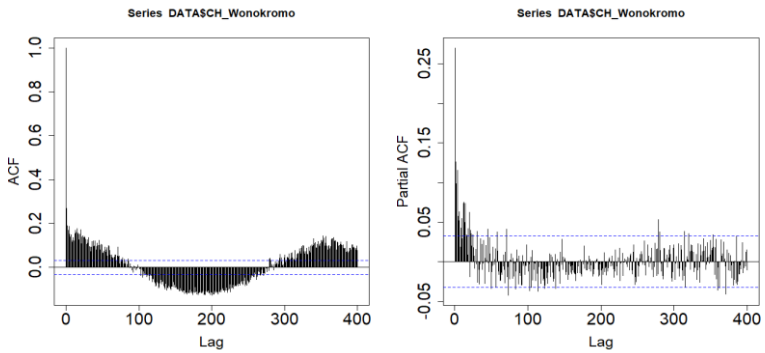 Series DATA$CH_Wonokromo
ACF
1.0
0.8
0.6
0.4
0.2
0.0
0 100 200 300 400
Lag
Series DATA$CH_Wonokromo
Partial ACF
0.25
0.15
0.05
-0.05
0 100 200 300 400
Lag